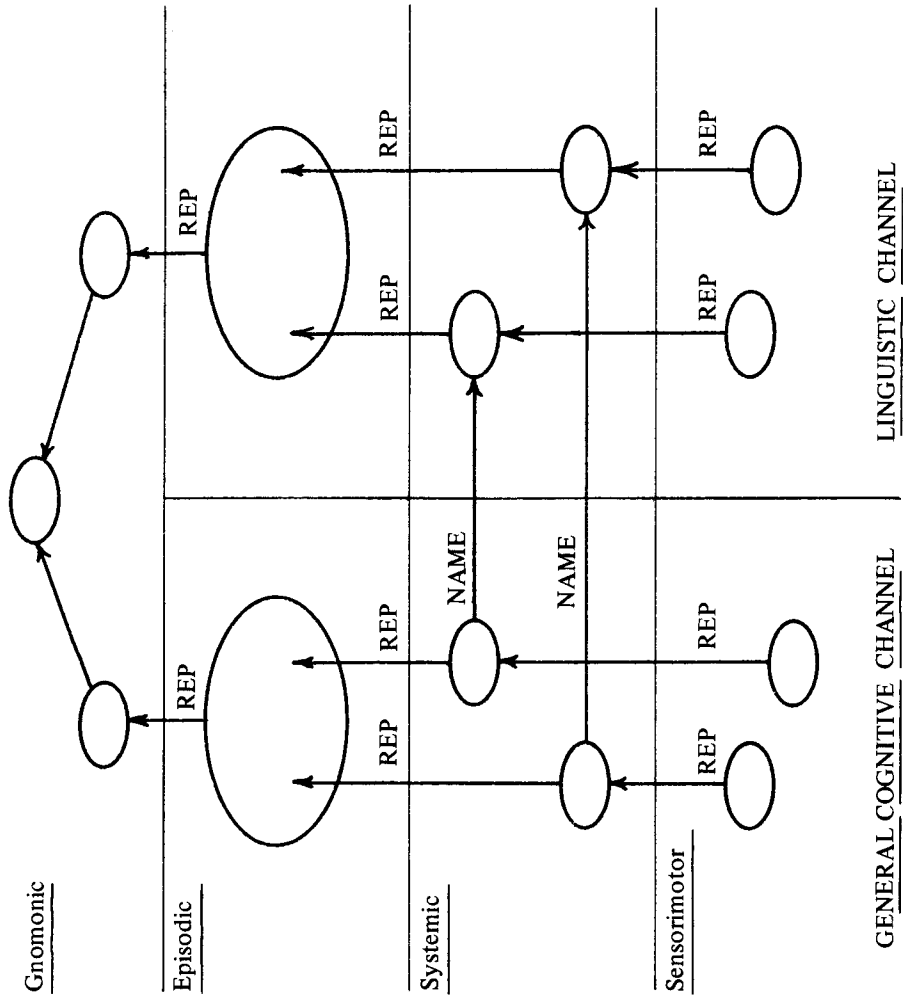 Gnomonic
REP
REP
Episodic
REP
REP
REP
REP
Systemic
NAME
NAME
Sensorimotor
REP
REP
REP
REP
GENERAL COGNITIVE CHANNEL
LINGUISTIC CHANNEL